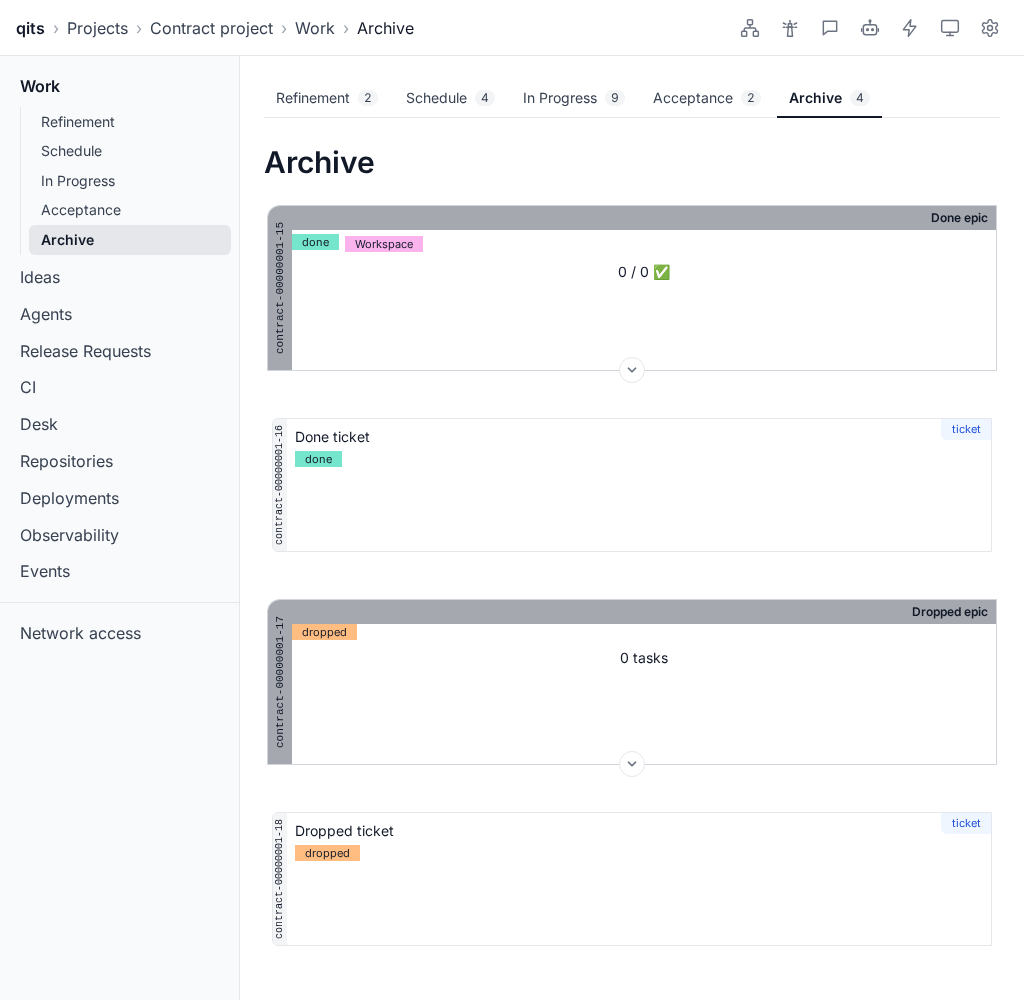 qits › Projects › Contract project › Work › Archive
Work
Refinement
Schedule
In Progress
Acceptance
Archive
Ideas
Agents
Release Requests
CI
Desk
Repositories
Deployments
Observability
Events
Network access
Refinement 2 Schedule 4 In Progress 9 Acceptance 2 Archive 4
Archive
contract-00000001-15
Done epic
done Workspace
0 / 0 ✅
contract-00000001-16
Done ticket
ticket
done
contract-00000001-17
Dropped epic
dropped
0 tasks
contract-00000001-18
Dropped ticket
ticket
dropped